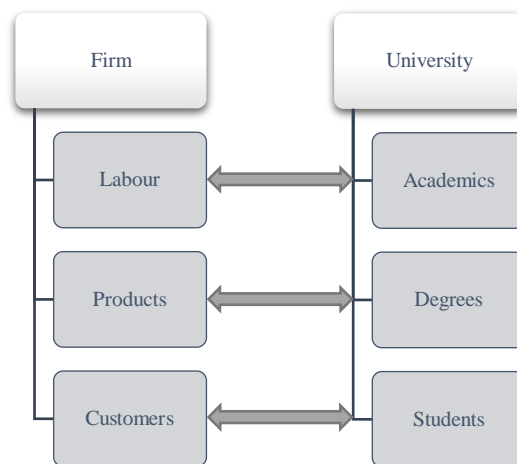 Firm
University
Labour
Academics
Products
Degrees
Customers
Students